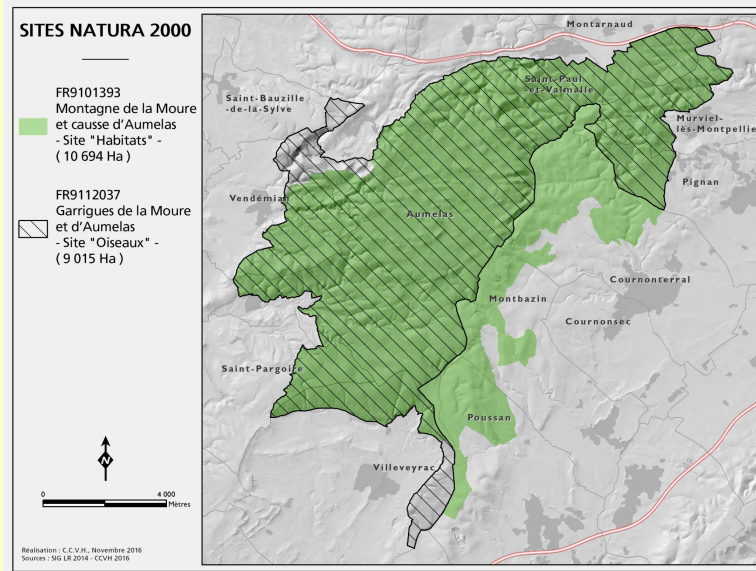 SITES NATURA 2000
FR9101393
Montagne de la Moure
et causse d'Aumelas
- Site "Habitats" -
( 10 694 Ha )
FR9112037
Garrigues de la Moure
et d'Aumelas
- Site "Oiseaux" -
( 9 015 Ha )
N
0 4 000
Mètres
Réalisation : C.C.V.H., Novembre 2016
Sources : SIG LR 2014 - CCVH 2016
Montarnaud
Saint-Paul
-et-Valmalle
Saint-Bauzille
-de-la-Sylve
Murviel-
lès-Montpellie
Pignan
Vendémian
Aumelas
Cournonterral
Montbazin
Cournonsec
Saint-Pargoire
Poussan
Villeveyrac